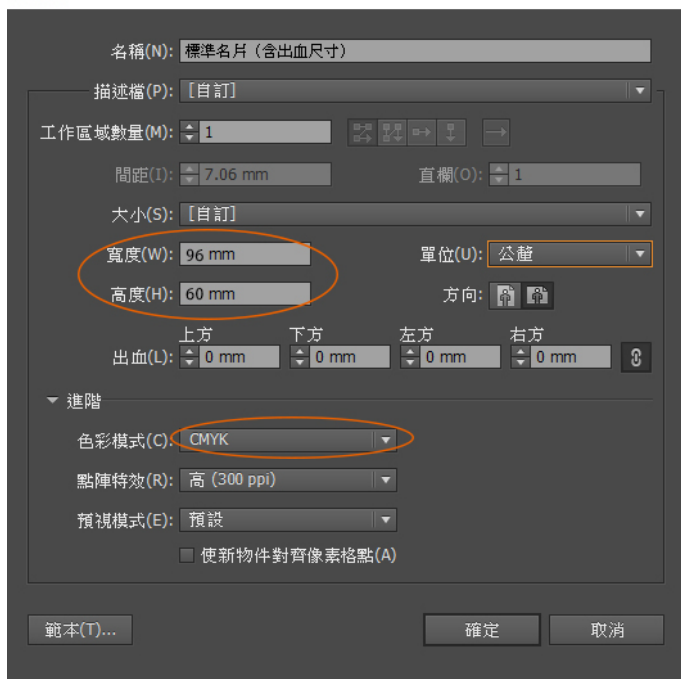 名稱(N): 標準名片（含出血尺寸）
描述檔(P): [自訂]
工作區域數量(M): 1
間距(I): 7.06 mm 直欄(O): 1
大小(S): [自訂]
寬度(W): 96 mm 單位(U): 公釐
高度(H): 60 mm 方向:
上方 下方 左方 右方
出血(L): 0 mm 0 mm 0 mm 0 mm
進階
色彩模式(C): CMYK
點陣特效(R): 高 (300 ppi)
預視模式(E): 預設
使新物件對齊像素格點(A)
範本(T)... 確定 取消